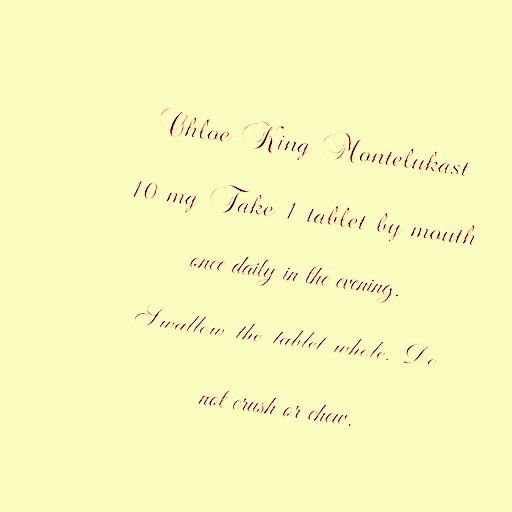 Chloe King Montelukast
10 mg Take 1 tablet by mouth
once daily in the evening.
Swallow the tablet whole. Do
not crush or chew.